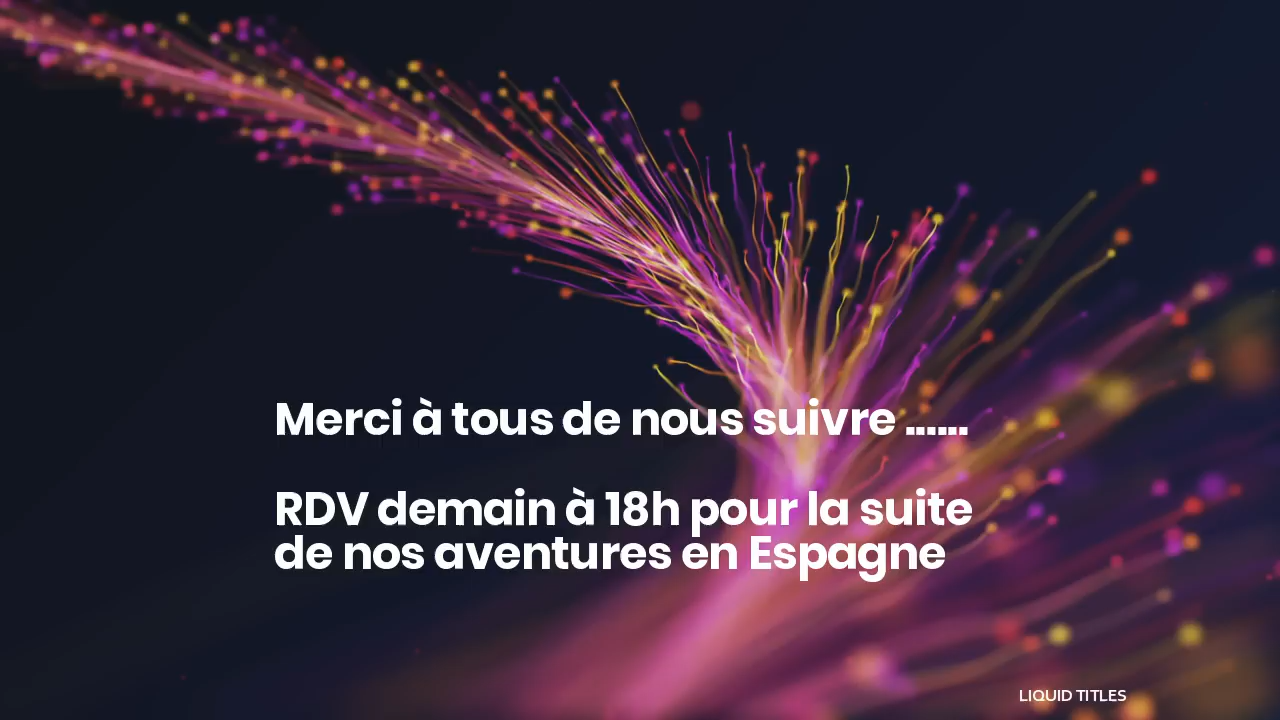 Merci à tous de nous suivre ......
RDV demain à 18h pour la suite
de nos aventures en Espagne
LIQUID TITLES